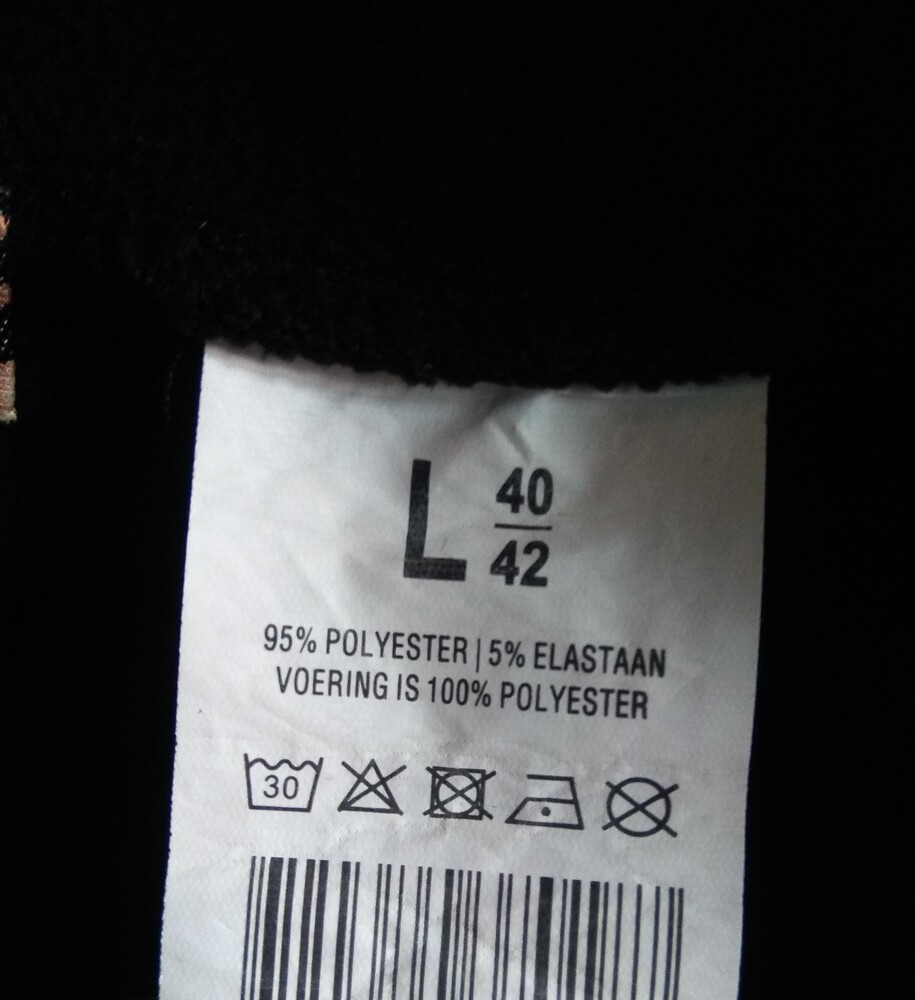 L 40
42
95% POLYESTER | 5% ELASTAAN
VOERING IS 100% POLYESTER
30